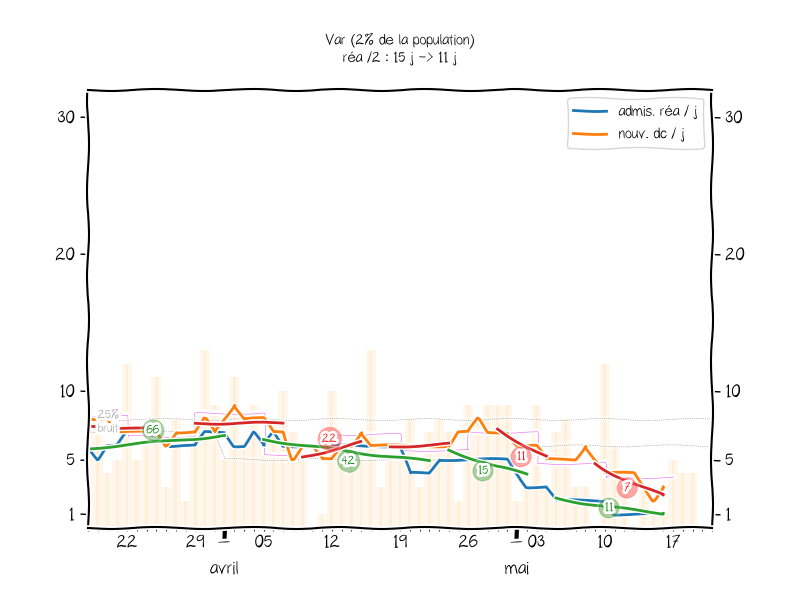 Var (2% de la population)
réa /2 : 15 j -> 11 j
admis. réa / j
nouv. dc / j
30
30
20
20
10
10
25%
bruit
66
22
42
11
15
7
11
5
5
1
1
22 29 05 12 19 26 03 10 17
avril mai